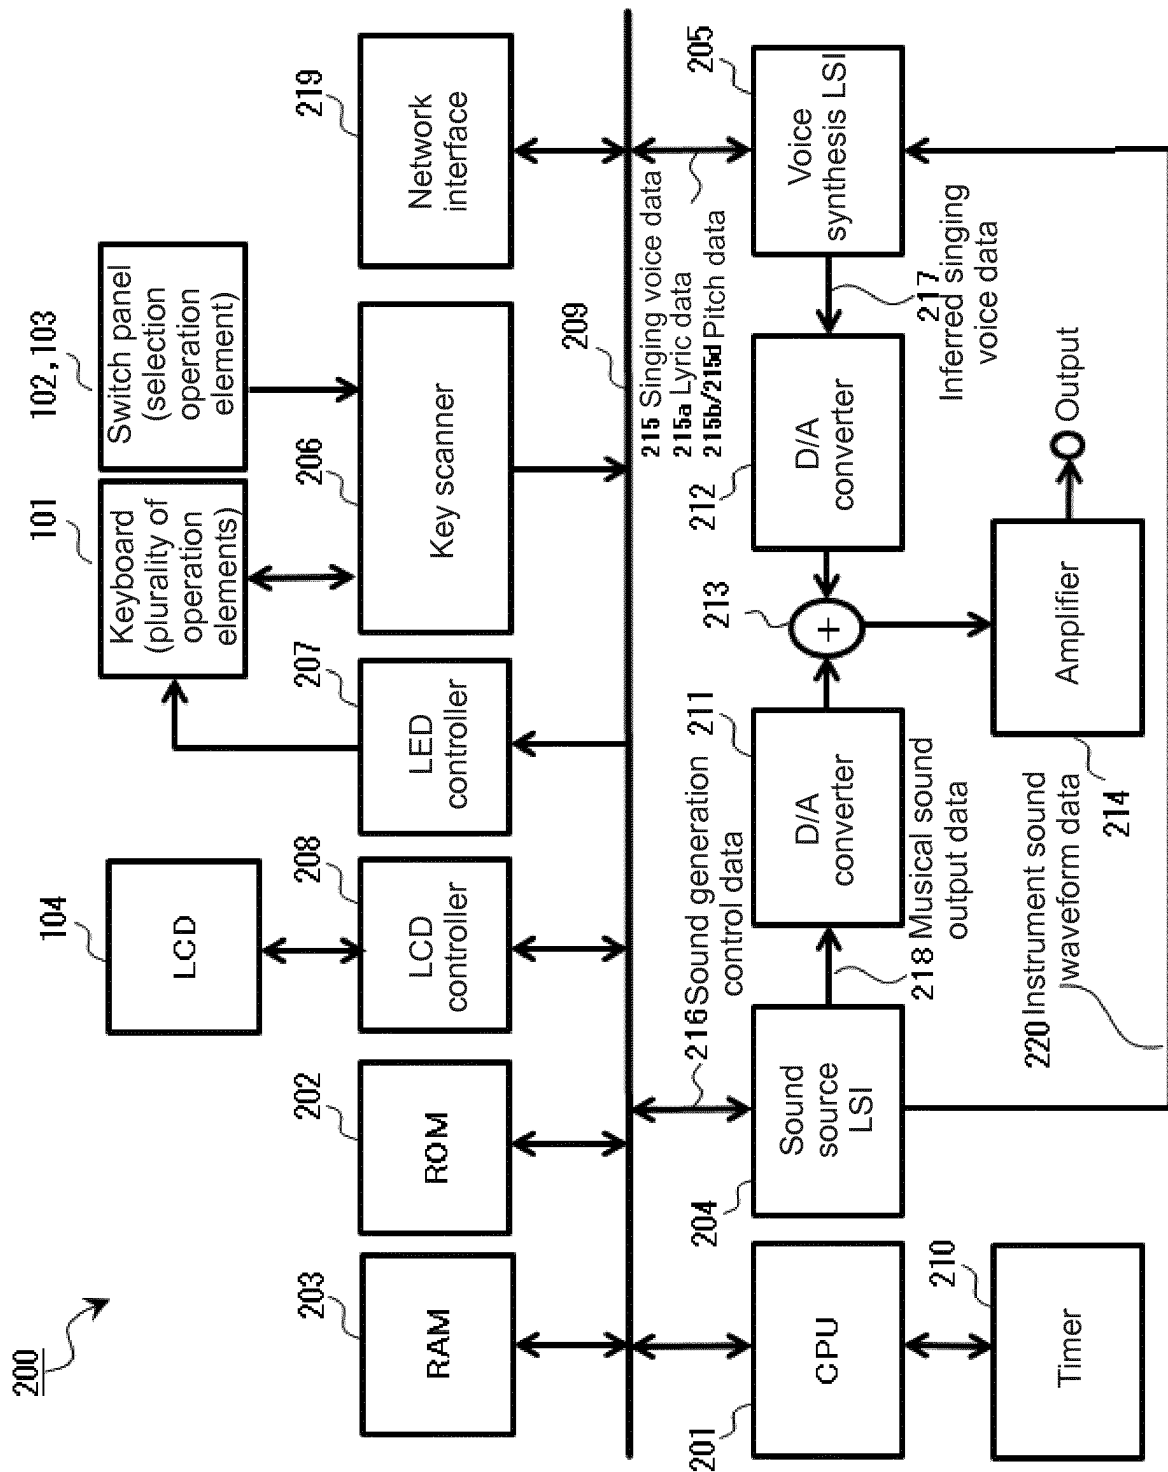 200
203
RAM
202
ROM
104
LCD
208
LCD
controller
207
LED
controller
101
Keyboard
(plurality of
operation
elements)
102,103
Switch panel
(selection
operation
element)
206
Key scanner
219
Network
interface
209
201
CPU
210
Timer
204
Sound
source
LSI
216 Sound generation
control data
211
D/A
converter
218 Musical sound
output data
213
+
212
D/A
converter
215 Singing voice data
215a Lyric data
215b/215d Pitch data
205
Voice
synthesis LSI
217
Inferred singing
voice data
Amplifier
214
Output
220 Instrument sound
waveform data